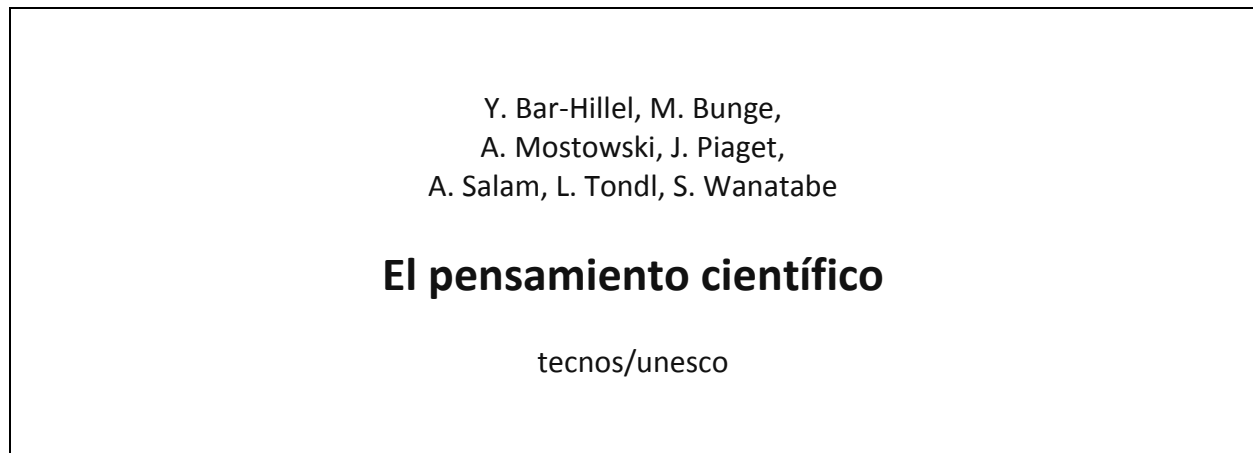 Y. Bar-Hillel, M. Bunge,
A. Mostowski, J. Piaget,
A. Salam, L. Tondl, S. Wanatabe
El pensamiento científico
tecnos/unesco